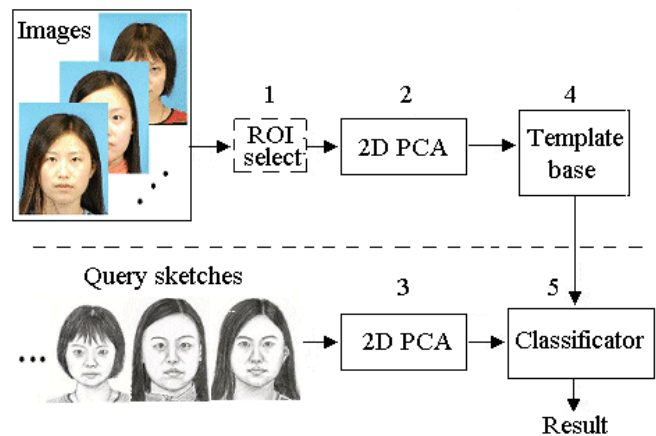 Images
1
2
4
ROI
select
2D PCA
Template
base
Query sketches
3
5
2D PCA
Classificator
Result